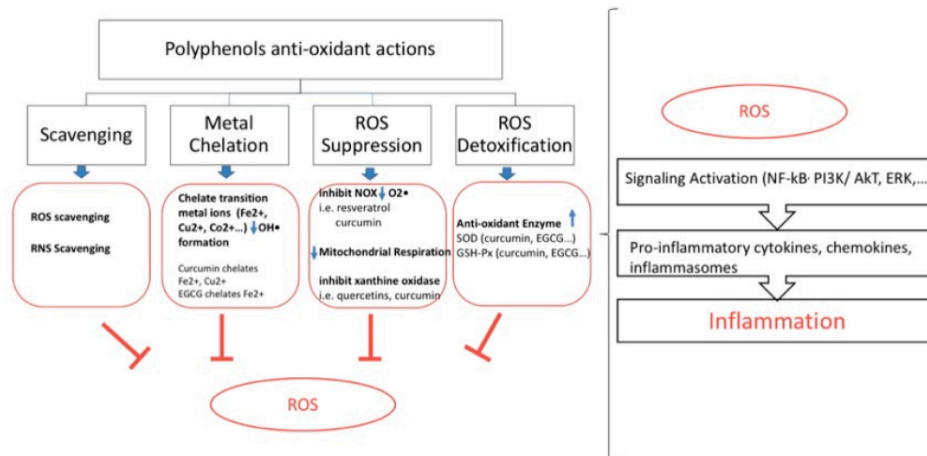 Polyphenols anti-oxidant actions
Scavenging
Metal
Chelation
ROS
Suppression
ROS
Detoxification
ROS scavenging
RNS Scavenging
Chelate transition
metal ions (Fe2+,
Cu2+, Co2+...) OH•
formation
Curcumin chelates
Fe2+, Cu2+
EGCG chelates Fe2+
Inhibit NOX O2•
i.e. resveratrol
curcumin
Mitochondrial Respiration
inhibit xanthine oxidase
i.e. quercetins, curcumin
Anti-oxidant Enzyme
SOD (curcumin, EGCG...)
GSH-Px (curcumin, EGCG...)
ROS
ROS
Signaling Activation (NF-kB· PI3K/ AkT, ERK,...
Pro-inflammatory cytokines, chemokines,
inflammasomes
Inflammation